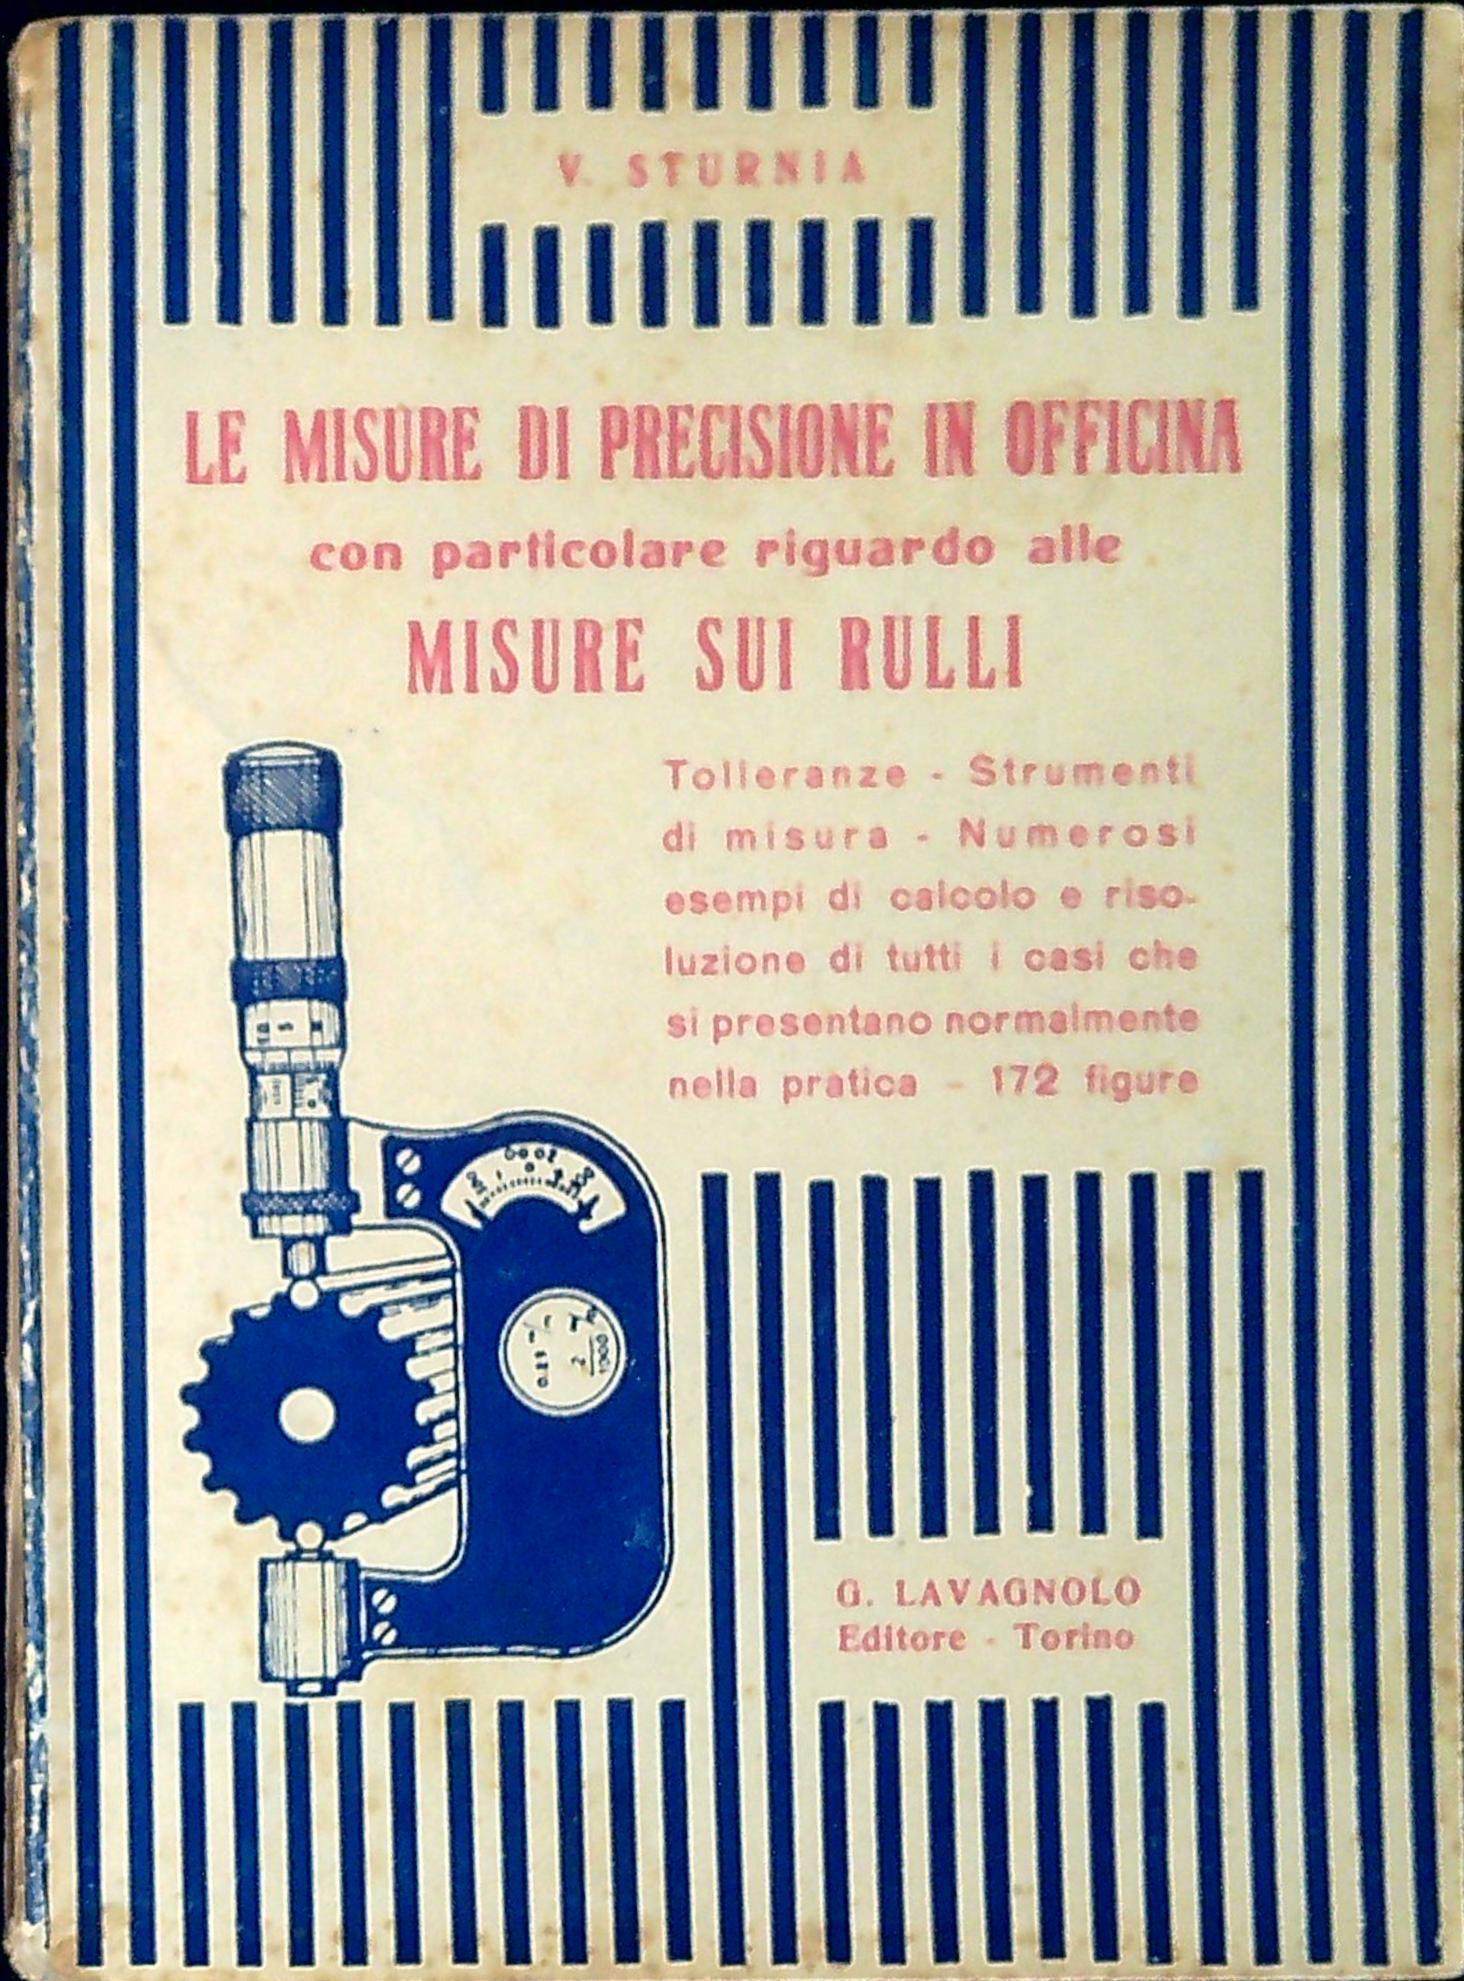 V. STURNIA
LE MISURE DI PRECISIONE IN OFFICINA
con particolare riguardo alle
MISURE SUI RULLI
Tolleranze - Strumenti
di misura - Numerosi
esempi di calcolo e riso-
luzione di tutti i casi che
si presentano normalmente
nella pratica - 172 figure
G. LAVAGNOLO
Editore - Torino